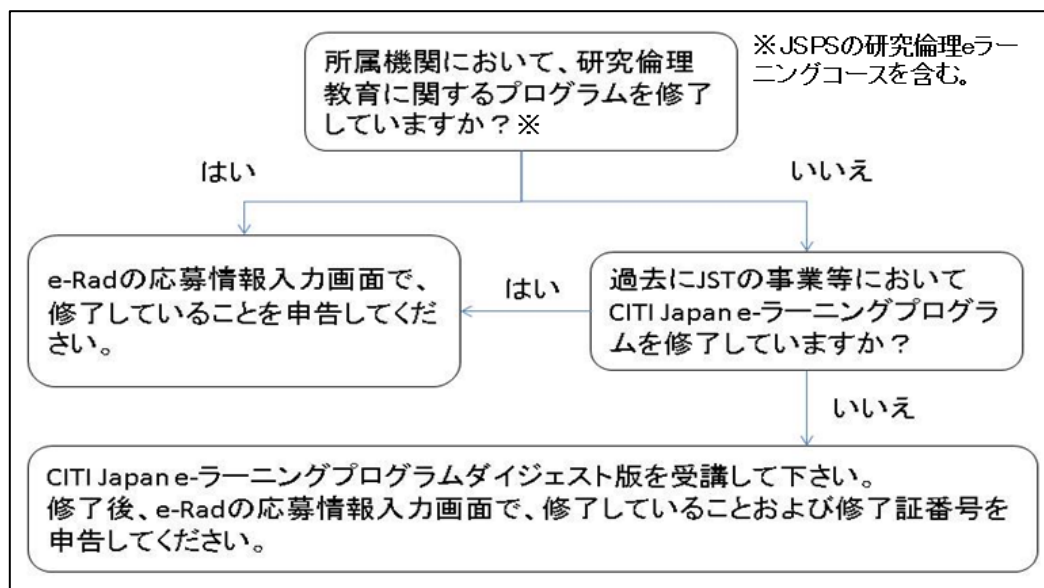 所属機関において、研究倫理
教育に関するプログラムを修了
していますか？※
※JSPSの研究倫理eラー
ニングコースを含む。
はい
いいえ
e-Radの応募情報入力画面で、
修了していることを申告してくだ
さい。
はい
過去にJSTの事業等において
CITI Japan e-ラーニングプログラ
ムを修了していますか？
いいえ
CITI Japan e-ラーニングプログラムダイジェスト版を受講して下さい。
修了後、e-Radの応募情報入力画面で、修了していることおよび修了証番号を
申告してください。